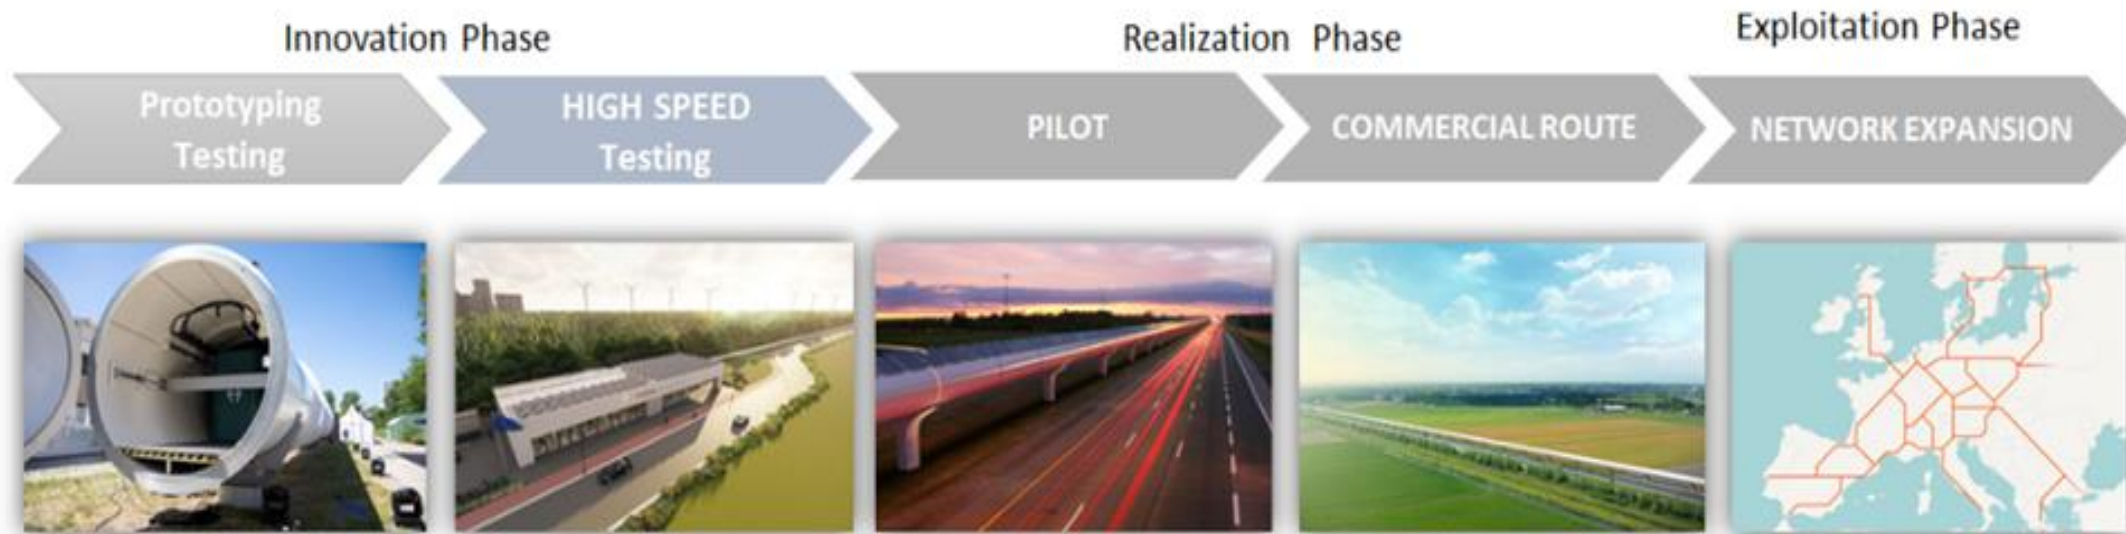 Innovation Phase
Realization Phase
Exploitation Phase
Prototyping
Testing
HIGH SPEED
Testing
PILOT
COMMERCIAL ROUTE
NETWORK EXPANSION